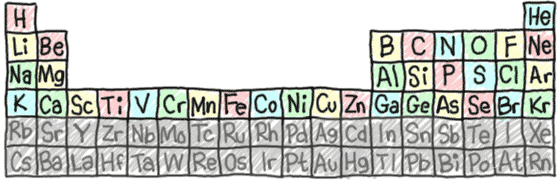 H He
Li Be B C N O F Ne
Na Mg Al Si P S Cl Ar
K Ca Sc Ti V Cr Mn Fe Co Ni Cu Zn Ga Ge As Se Br Kr
Rb Sr Y Zr Nb Mo Tc Ru Rh Pd Ag Cd In Sn Sb Te Xe
Cs Ba La Hf Ta W Re Os Ir Pt Au Hg Tl Pb Bi Po At Rn